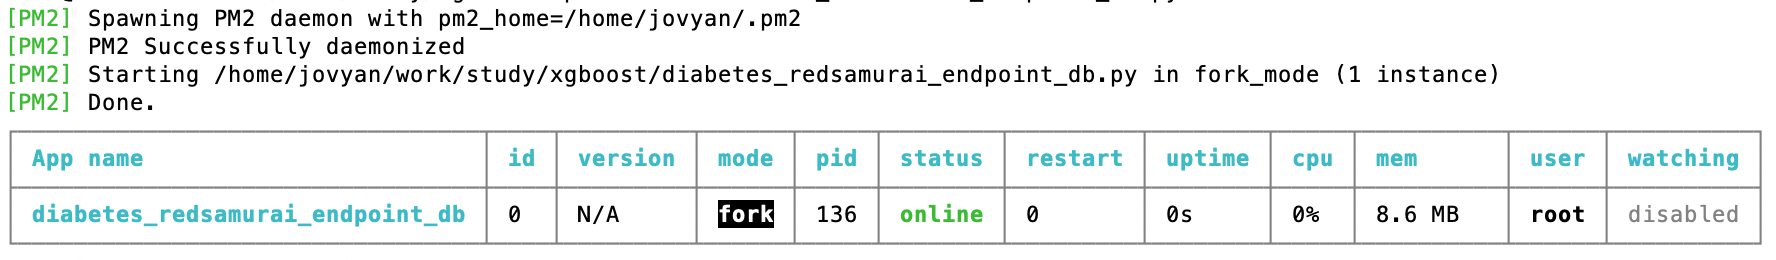 [PM2] Spawning PM2 daemon with pm2_home=/home/jovyan/.pm2
[PM2] PM2 Successfully daemonized
[PM2] Starting /home/jovyan/work/study/xgboost/diabetes_redsamurai_endpoint_db.py in fork_mode (1 instance)
[PM2] Done.
App name id version mode pid status restart uptime cpu mem user watching
diabetes_redsamurai_endpoint_db 0 N/A fork 136 online 0 0s 0% 8.6 MB root disabled